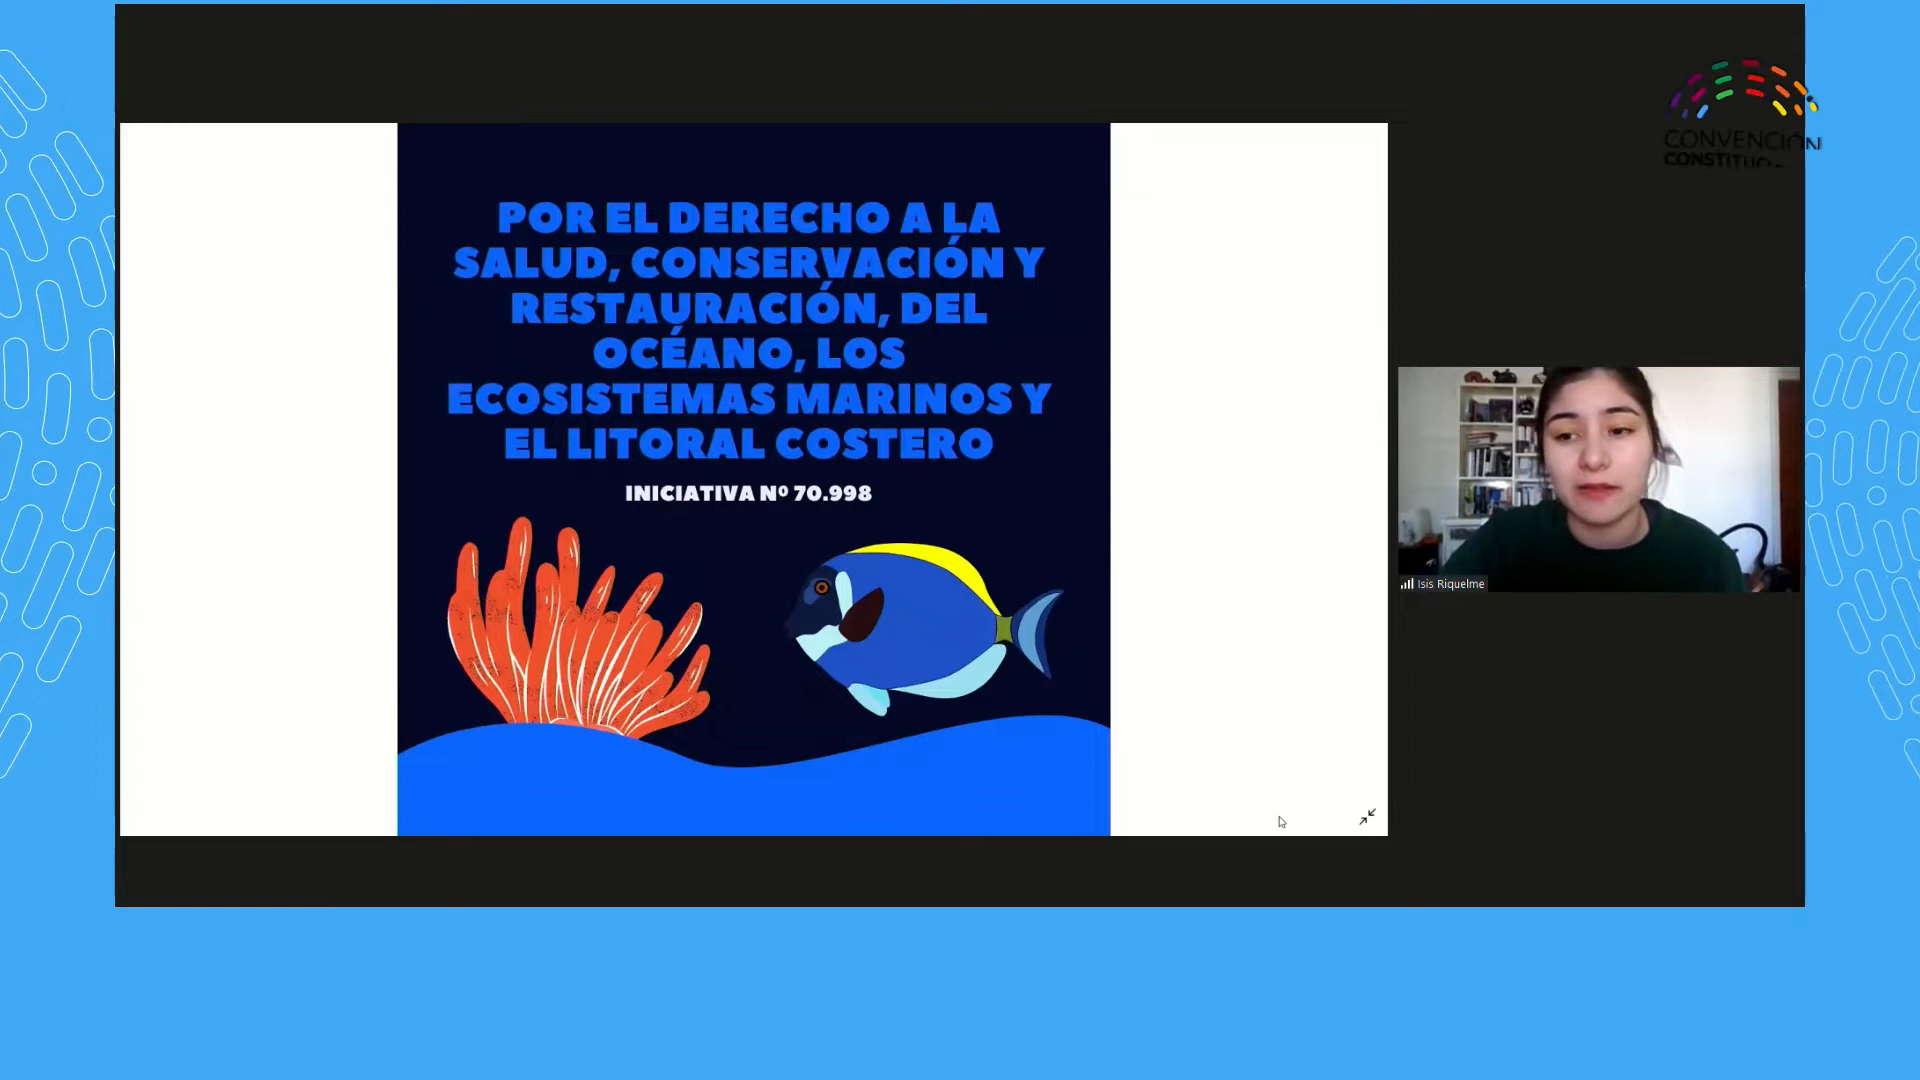 POR EL DERECHO A LA
SALUD, CONSERVACIÓN Y
RESTAURACIÓN, DEL
OCÉANO, LOS
ECOSISTEMAS MARINOS Y
EL LITORAL COSTERO
INICIATIVA Nº 70.998
CONVENCIÓN
Isis Riquelme